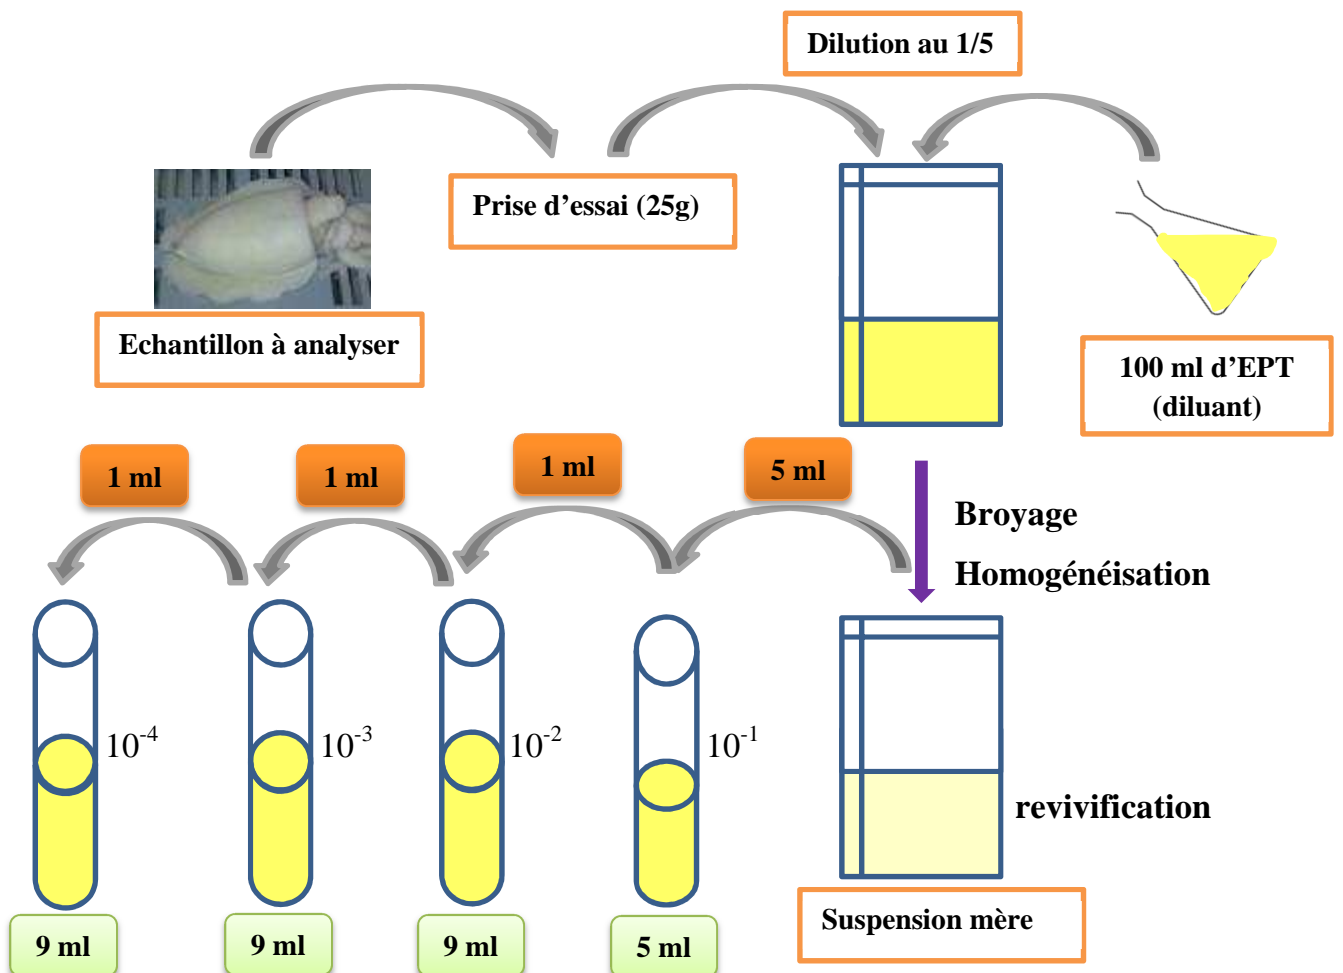 Dilution au 1/5
Prise d’essai (25g)
Echantillon à analyser
100 ml d’EPT
(diluant)
1 ml
1 ml
1 ml
5 ml
Broyage
Homogénéisation
10-4
10-3
10-2
10-1
revivification
Suspension mère
9 ml
9 ml
9 ml
5 ml